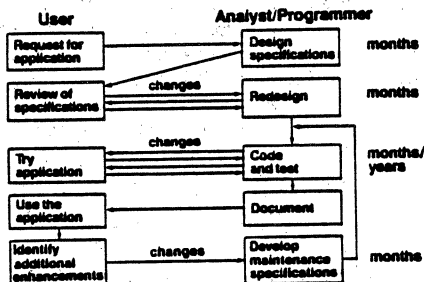 User
Analyst/Programmer
Request for
application
Design
specifications
months
Review of
specifications
changes
Redesign
months
changes
Try
application
Code
and test
months/
years
Use the
application
Document
Identify
additional
enhancements
changes
Develop
maintenance
specifications
months